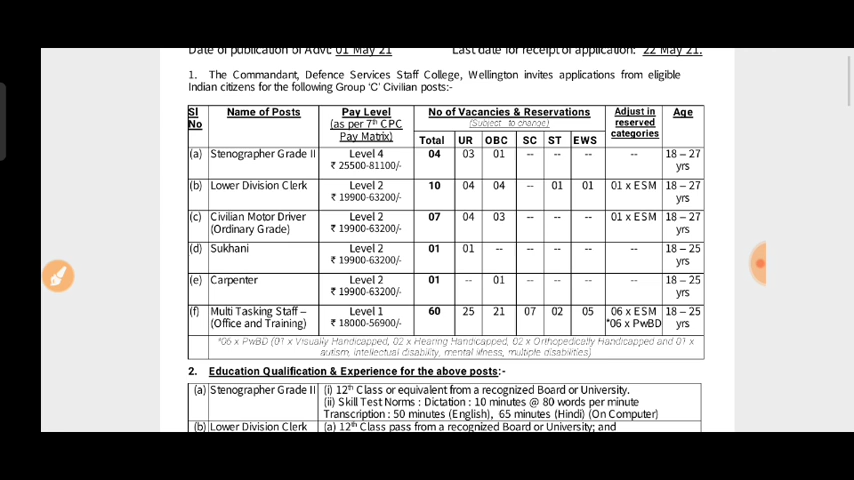 Date of publication of Advt: 01 May 21 Last date for receipt of application: 22 May 21.
1. The Commandant, Defence Services Staff College, Wellington invites applications from eligible
Indian citizens for the following Group ‘C’ Civilian posts:-
Sl No Name of Posts Pay Level (as per 7th CPC Pay Matrix) No of Vacancies & Reservations (Subject to change) Adjust in reserved categories Age
Total UR OBC SC ST EWS
(a) Stenographer Grade II Level 4 ₹ 25500-81100/- 04 03 01 -- -- -- -- 18 – 27 yrs
(b) Lower Division Clerk Level 2 ₹ 19900-63200/- 10 04 04 -- 01 01 01 x ESM 18 – 27 yrs
(c) Civilian Motor Driver (Ordinary Grade) Level 2 ₹ 19900-63200/- 07 04 03 -- -- -- 01 x ESM 18 – 27 yrs
(d) Sukhani Level 2 ₹ 19900-63200/- 01 01 -- -- -- -- -- 18 – 25 yrs
(e) Carpenter Level 2 ₹ 19900-63200/- 01 -- 01 -- -- -- -- 18 – 25 yrs
(f) Multi Tasking Staff – (Office and Training) Level 1 ₹ 18000-56900/- 60 25 21 07 02 05 06 x ESM *06 x PwBD 18 – 25 yrs
*06 x PwBD (01 x Visually Handicapped, 02 x Hearing Handicapped, 02 x Orthopedically Handicapped and 01 x
autism, intellectual disability, mental illness, multiple disabilities)
2. Education Qualification & Experience for the above posts:-
(a) Stenographer Grade II (i) 12th Class or equivalent from a recognized Board or University.
(ii) Skill Test Norms : Dictation : 10 minutes @ 80 words per minute
Transcription : 50 minutes (English), 65 minutes (Hindi) (On Computer)
(b) Lower Division Clerk (a) 12th Class pass from a recognized Board or University; and